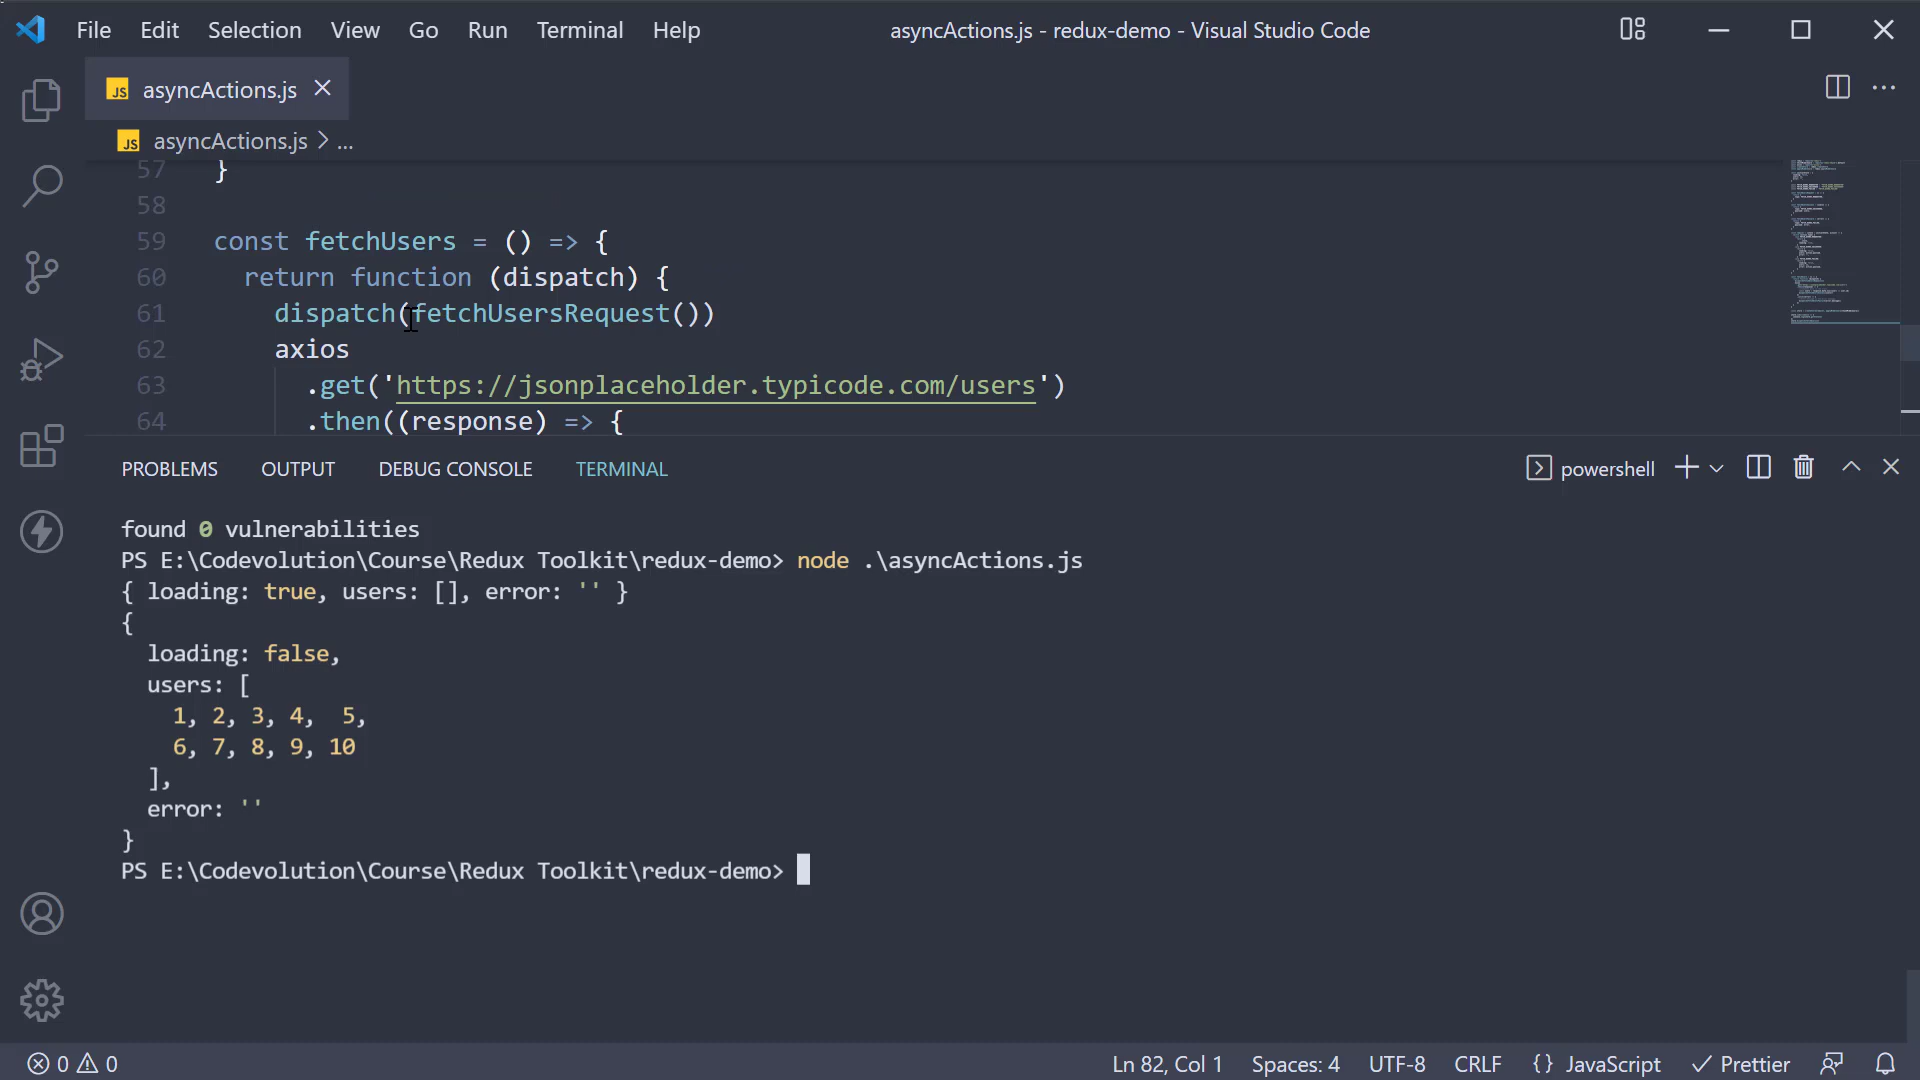 File Edit Selection View Go Run Terminal Help asyncActions.js - redux-demo - Visual Studio Code
JS asyncActions.js
JS asyncActions.js > ...
57 }
58
59 const fetchUsers = () => {
60 return function (dispatch) {
61 dispatch(fetchUsersRequest())
62 axios
63 .get('https://jsonplaceholder.typicode.com/users')
64 .then((response) => {
PROBLEMS OUTPUT DEBUG CONSOLE TERMINAL powershell
found 0 vulnerabilities
PS E:\Codevolution\Course\Redux Toolkit\redux-demo> node .\asyncActions.js
{ loading: true, users: [], error: '' }
{
loading: false,
users: [
1, 2, 3, 4, 5,
6, 7, 8, 9, 10
],
error: ''
}
PS E:\Codevolution\Course\Redux Toolkit\redux-demo>
0 0 Ln 82, Col 1 Spaces: 4 UTF-8 CRLF {} JavaScript Prettier